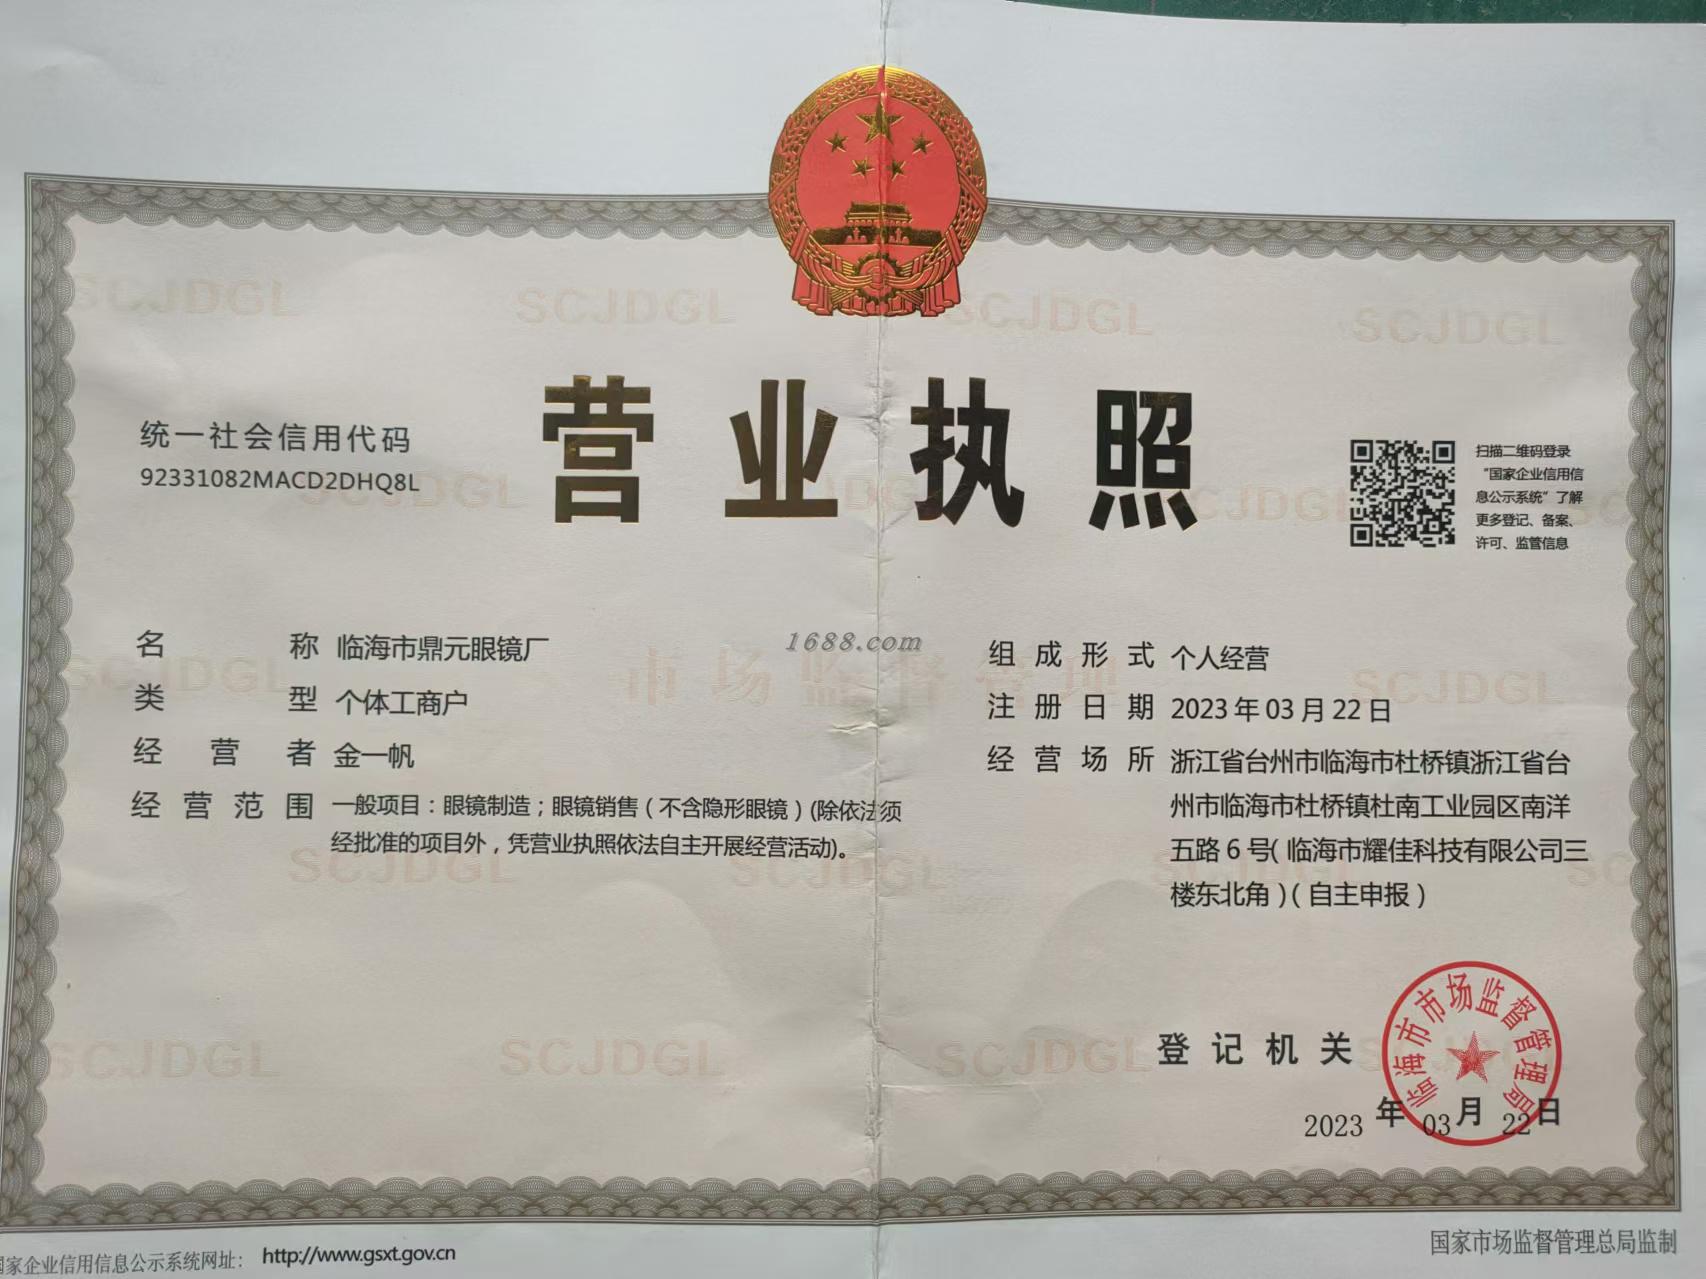 营业执照
统一社会信用代码
92331082MACD2DHQ8L
扫描二维码登录
“国家企业信用信
息公示系统”了解
更多登记、备案、
许可、监管信息
名称 临海市鼎元眼镜厂
类型 个体工商户
经营者 金一帆
经营范围 一般项目：眼镜制造；眼镜销售（不含隐形眼镜）(除依法须
经批准的项目外，凭营业执照依法自主开展经营活动)。
1688.com
组成形式 个人经营
注册日期 2023年03月22日
经营场所 浙江省台州市临海市杜桥镇浙江省台
州市临海市杜桥镇杜南工业园区南洋
五路6号(临海市耀佳科技有限公司三
楼东北角)(自主申报)
登记机关
临海市市场监督管理局
2023年03月22日
国家企业信用信息公示系统网址： http://www.gsxt.gov.cn
国家市场监督管理总局监制
SCJDGL
市场监督管理